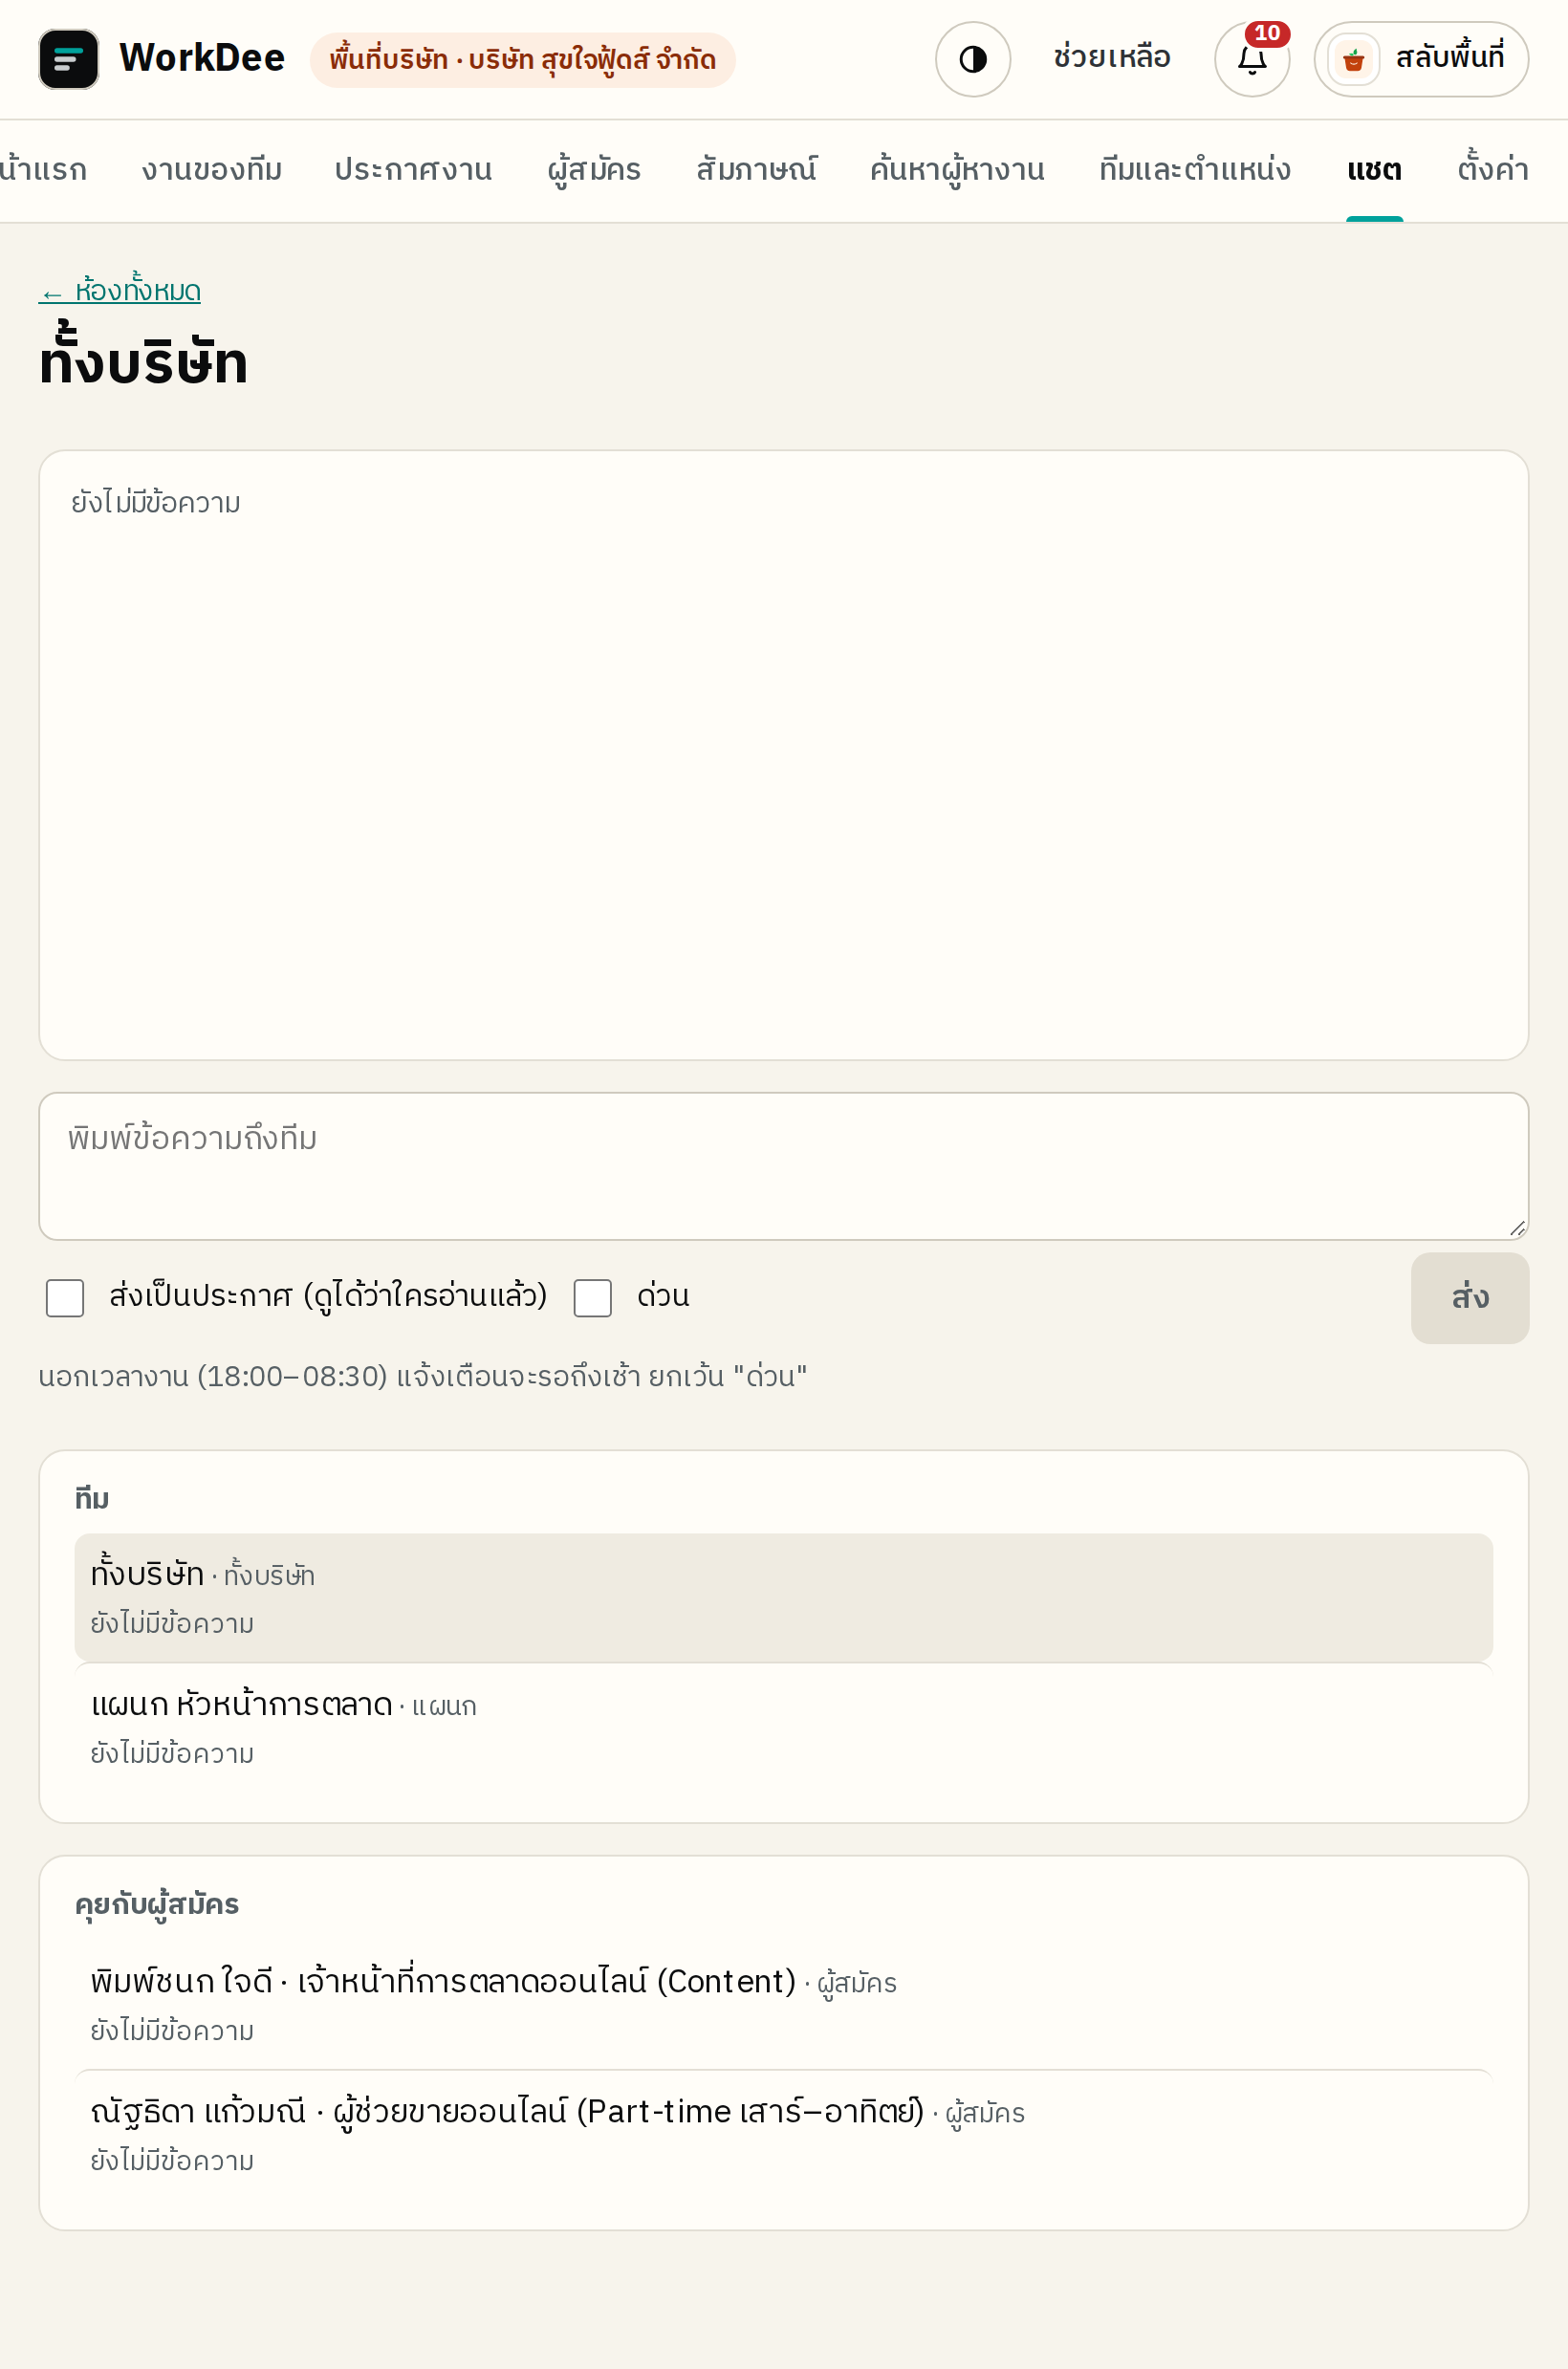 WorkDee
พื้นที่บริษัท · บริษัท สุขใจฟู้ดส์ จำกัด
ช่วยเหลือ
10
สลับพื้นที่
น้าแรก งานของทีม ประกาศงาน ผู้สมัคร สัมภาษณ์ ค้นหาผู้หางาน ทีมและตำแหน่ง แชต ตั้งค่า
← ห้องทั้งหมด
ทั้งบริษัท
ยังไม่มีข้อความ
พิมพ์ข้อความถึงทีม
ส่งเป็นประกาศ (ดูได้ว่าใครอ่านแล้ว) ด่วน
ส่ง
นอกเวลางาน (18:00–08:30) แจ้งเตือนจะรอถึงเช้า ยกเว้น "ด่วน"
ทีม
ทั้งบริษัท · ทั้งบริษัท
ยังไม่มีข้อความ
แผนก หัวหน้าการตลาด · แผนก
ยังไม่มีข้อความ
คุยกับผู้สมัคร
พิมพ์ชนก ใจดี · เจ้าหน้าที่การตลาดออนไลน์ (Content) · ผู้สมัคร
ยังไม่มีข้อความ
ณัฐธิดา แก้วมณี · ผู้ช่วยขายออนไลน์ (Part-time เสาร์–อาทิตย์) · ผู้สมัคร
ยังไม่มีข้อความ